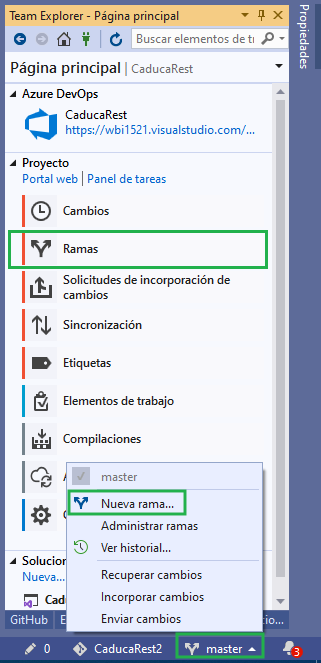 Team Explorer - Página principal
Buscar elementos de t
Página principal | CaducaRest
Azure DevOps
CaducaRest
https://wbi1521.visualstudio.com/...
Proyecto
Portal web | Panel de tareas
Cambios
Ramas
Solicitudes de incorporación de
cambios
Sincronización
Etiquetas
Elementos de trabajo
Compilaciones
master
Nueva rama...
Administrar ramas
Ver historial...
Recuperar cambios
Incorporar cambios
Enviar cambios
Solucion
Nueva...
GitHub
0
CaducaRest2
master
3
Propiedades